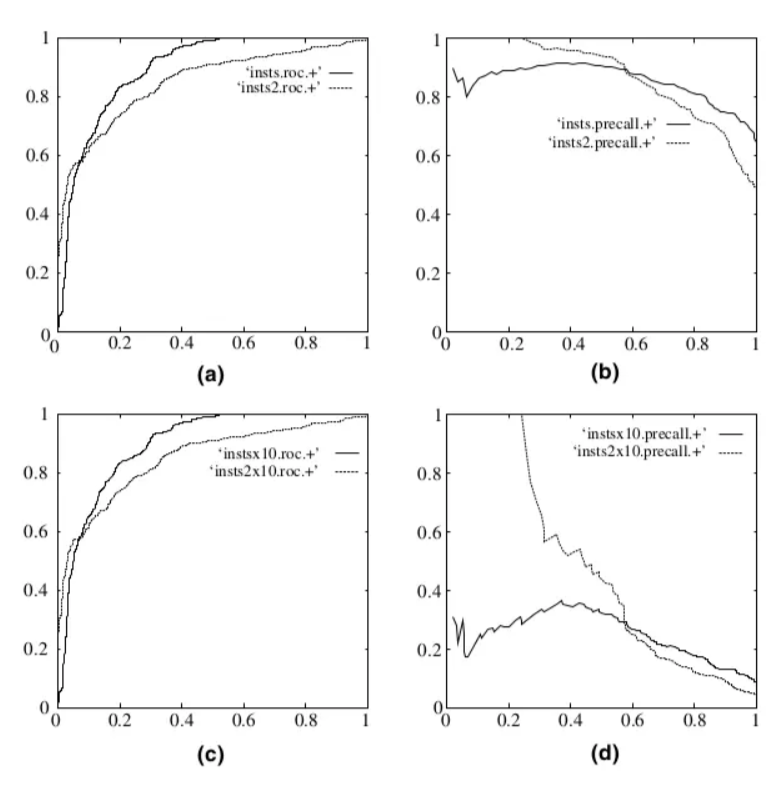 1
0.8
0.6
0.4
0.2
0
0 0.2 0.4 0.6 0.8 1
‘insts.roc.+’
‘insts2.roc.+’
(a)
1
0.8
0.6
0.4
0.2
0
0 0.2 0.4 0.6 0.8 1
‘insts.precall.+’
‘insts2.precall.+’
(b)
1
0.8
0.6
0.4
0.2
0
0 0.2 0.4 0.6 0.8 1
‘instsx10.roc.+’
‘insts2x10.roc.+’
(c)
1
0.8
0.6
0.4
0.2
0
0 0.2 0.4 0.6 0.8 1
‘instsx10.precall.+’
‘insts2x10.precall.+’
(d)